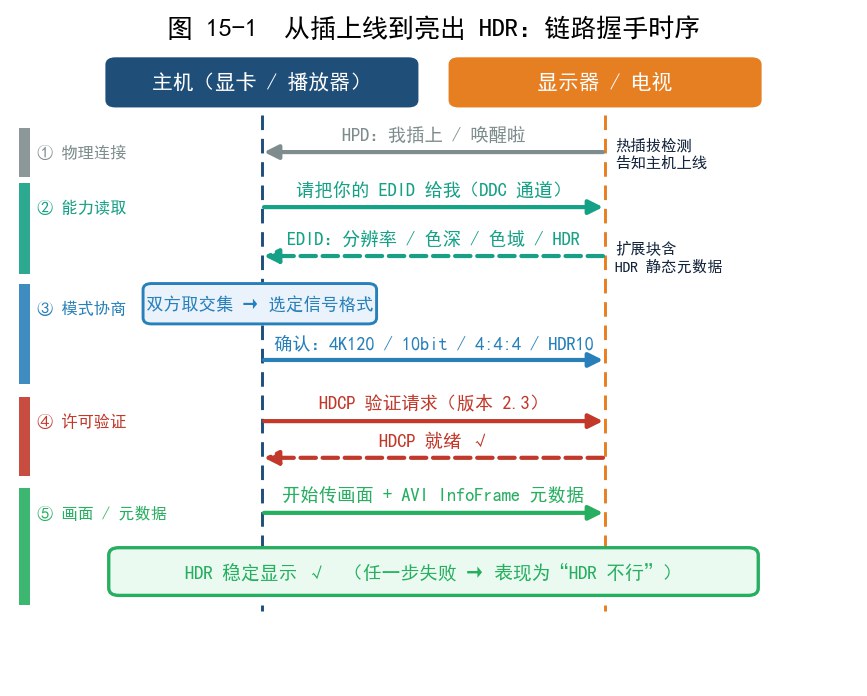 图 15-1  从插上线到亮出 HDR：链路握手时序
主机（显卡 / 播放器）
显示器 / 电视
① 物理连接
HPD：我插上 / 唤醒啦
热插拔检测
告知主机上线
② 能力读取
请把你的 EDID 给我（DDC 通道）
EDID：分辨率 / 色深 / 色域 / HDR
扩展块含
HDR 静态元数据
③ 模式协商
双方取交集 → 选定信号格式
确认：4K120 / 10bit / 4:4:4 / HDR10
④ 许可验证
HDCP 验证请求（版本 2.3）
HDCP 就绪 √
⑤ 画面 / 元数据
开始传画面 + AVI InfoFrame 元数据
HDR 稳定显示 √  （任一步失败 → 表现为“HDR 不行”）